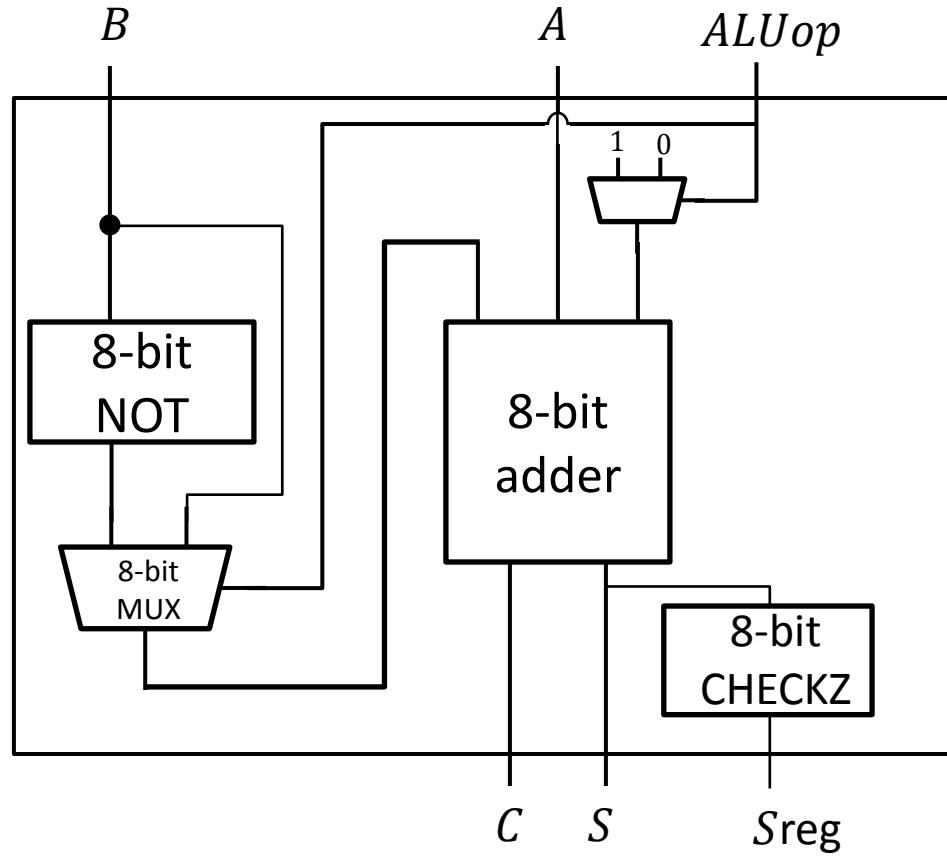 B
A
ALUop
1
0
8-bit
NOT
8-bit
adder
8-bit
MUX
8-bit
CHECKZ
C
S
Sreg